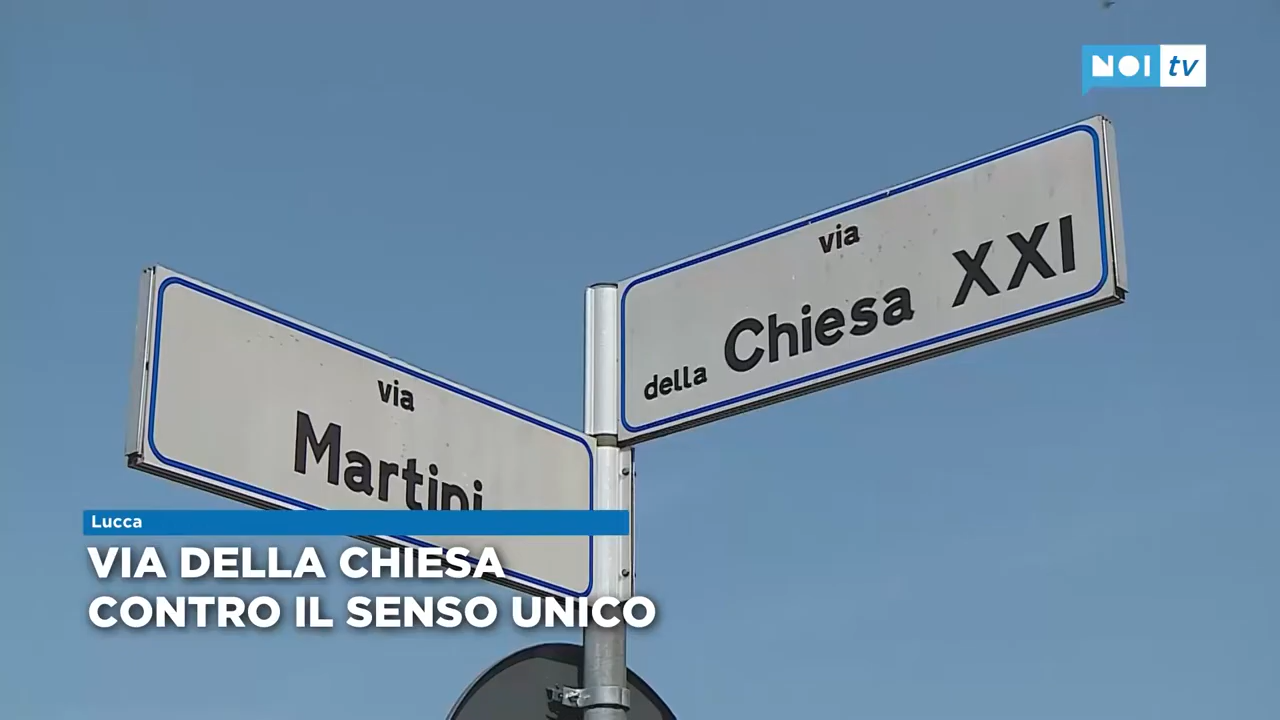 NOI tv
via
della Chiesa XXI
via
Martini
Lucca
VIA DELLA CHIESA
CONTRO IL SENSO UNICO